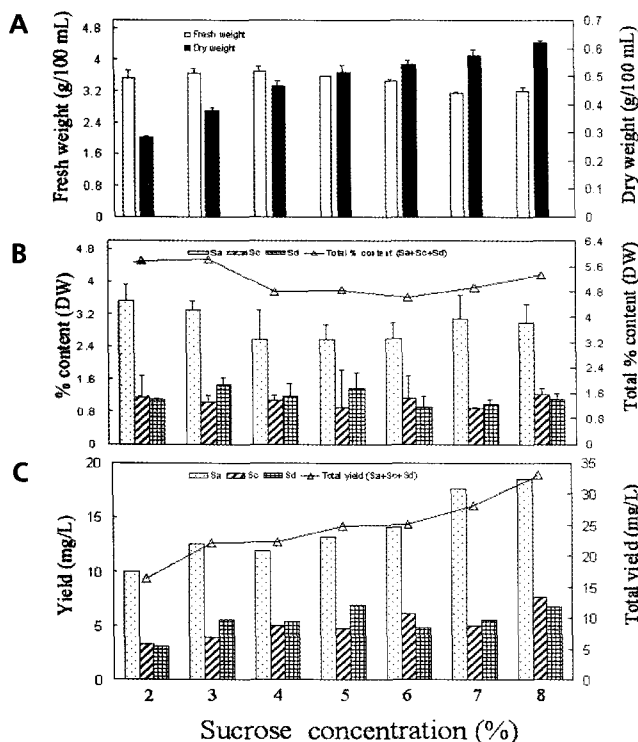 A
Fresh weight (g/100 mL)
4.8
4
3.2
2.4
1.6
0.8
0
Fresh weight
Dry weight
0.7
0.6
0.5
0.4
0.3
0.2
0.1
0
Dry weight (g/100 mL)
B
% content (DW)
4.8
4
3.2
2.4
1.6
0.8
0
Sa Sc Sd Total % content (Sa+Sc+Sd)
6.4
5.6
4.8
4
3.2
2.4
1.6
0.8
0
Total % content (DW)
C
Yield (mg/L)
20
15
10
5
0
Sa Sc Sd Total yield (Sa+Sc+Sd)
35
30
25
20
15
10
5
0
Total yield (mg/L)
2 3 4 5 6 7 8
Sucrose concentration (%)